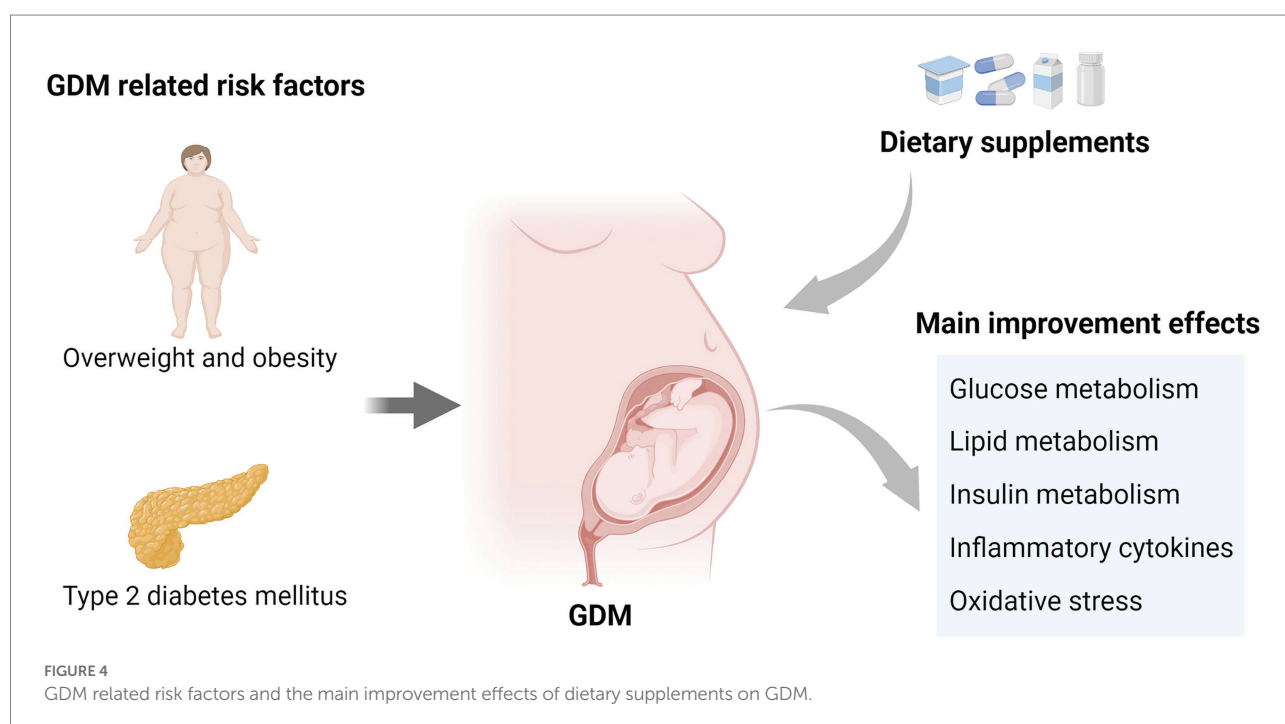 GDM related risk factors
Overweight and obesity
Type 2 diabetes mellitus
GDM
Dietary supplements
Main improvement effects
Glucose metabolism
Lipid metabolism
Insulin metabolism
Inflammatory cytokines
Oxidative stress
FIGURE 4
GDM related risk factors and the main improvement effects of dietary supplements on GDM.